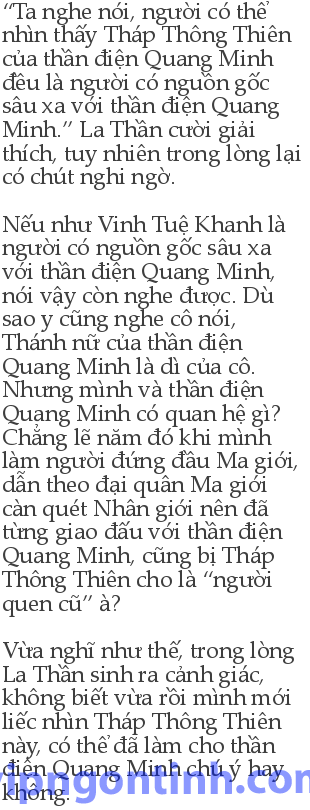 “Ta nghe nói, người có thể
nhìn thấy Tháp Thông Thiên
của thần điện Quang Minh
đều là người có nguồn gốc
sâu xa với thần điện Quang
Minh.” La Thần cười giải
thích, tuy nhiên trong lòng lại
có chút nghi ngờ.
Nếu như Vinh Tuệ Khanh là
người có nguồn gốc sâu xa
với thần điện Quang Minh,
nói vậy còn nghe được. Dù
sao y cũng nghe cô nói,
Thánh nữ của thần điện
Quang Minh là dì của cô.
Nhưng mình và thần điện
Quang Minh có quan hệ gì?
Chẳng lẽ năm đó khi mình
làm người đứng đầu Ma giới,
dẫn theo đại quân Ma giới
càn quét Nhân giới nên đã
từng giao đấu với thần điện
Quang Minh, cũng bị Tháp
Thông Thiên cho là “người
quen cũ” à?
Vừa nghĩ như thế, trong lòng
La Thần sinh ra cảnh giác,
không biết vừa rồi mình mới
liếc nhìn Tháp Thông Thiên
này, có thể đã làm cho thần
điện Quang Minh chú ý hay
không.
vipngontinh.com